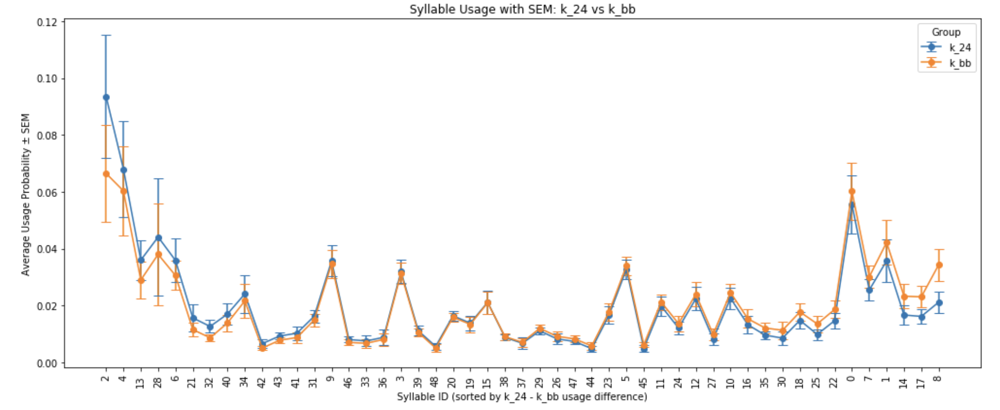 Syllable Usage with SEM: k_24 vs k_bb
Group
k_24
k_bb
Average Usage Probability ± SEM
0.12
0.10
0.08
0.06
0.04
0.02
0.00
2 4 13 28 6 21 32 40 34 42 43 41 31 9 46 33 36 3 39 48 20 19 15 38 37 29 26 47 44 23 5 45 11 24 12 27 10 16 35 30 18 25 22 0 7 1 14 17 8
Syllable ID (sorted by k_24 - k_bb usage difference)